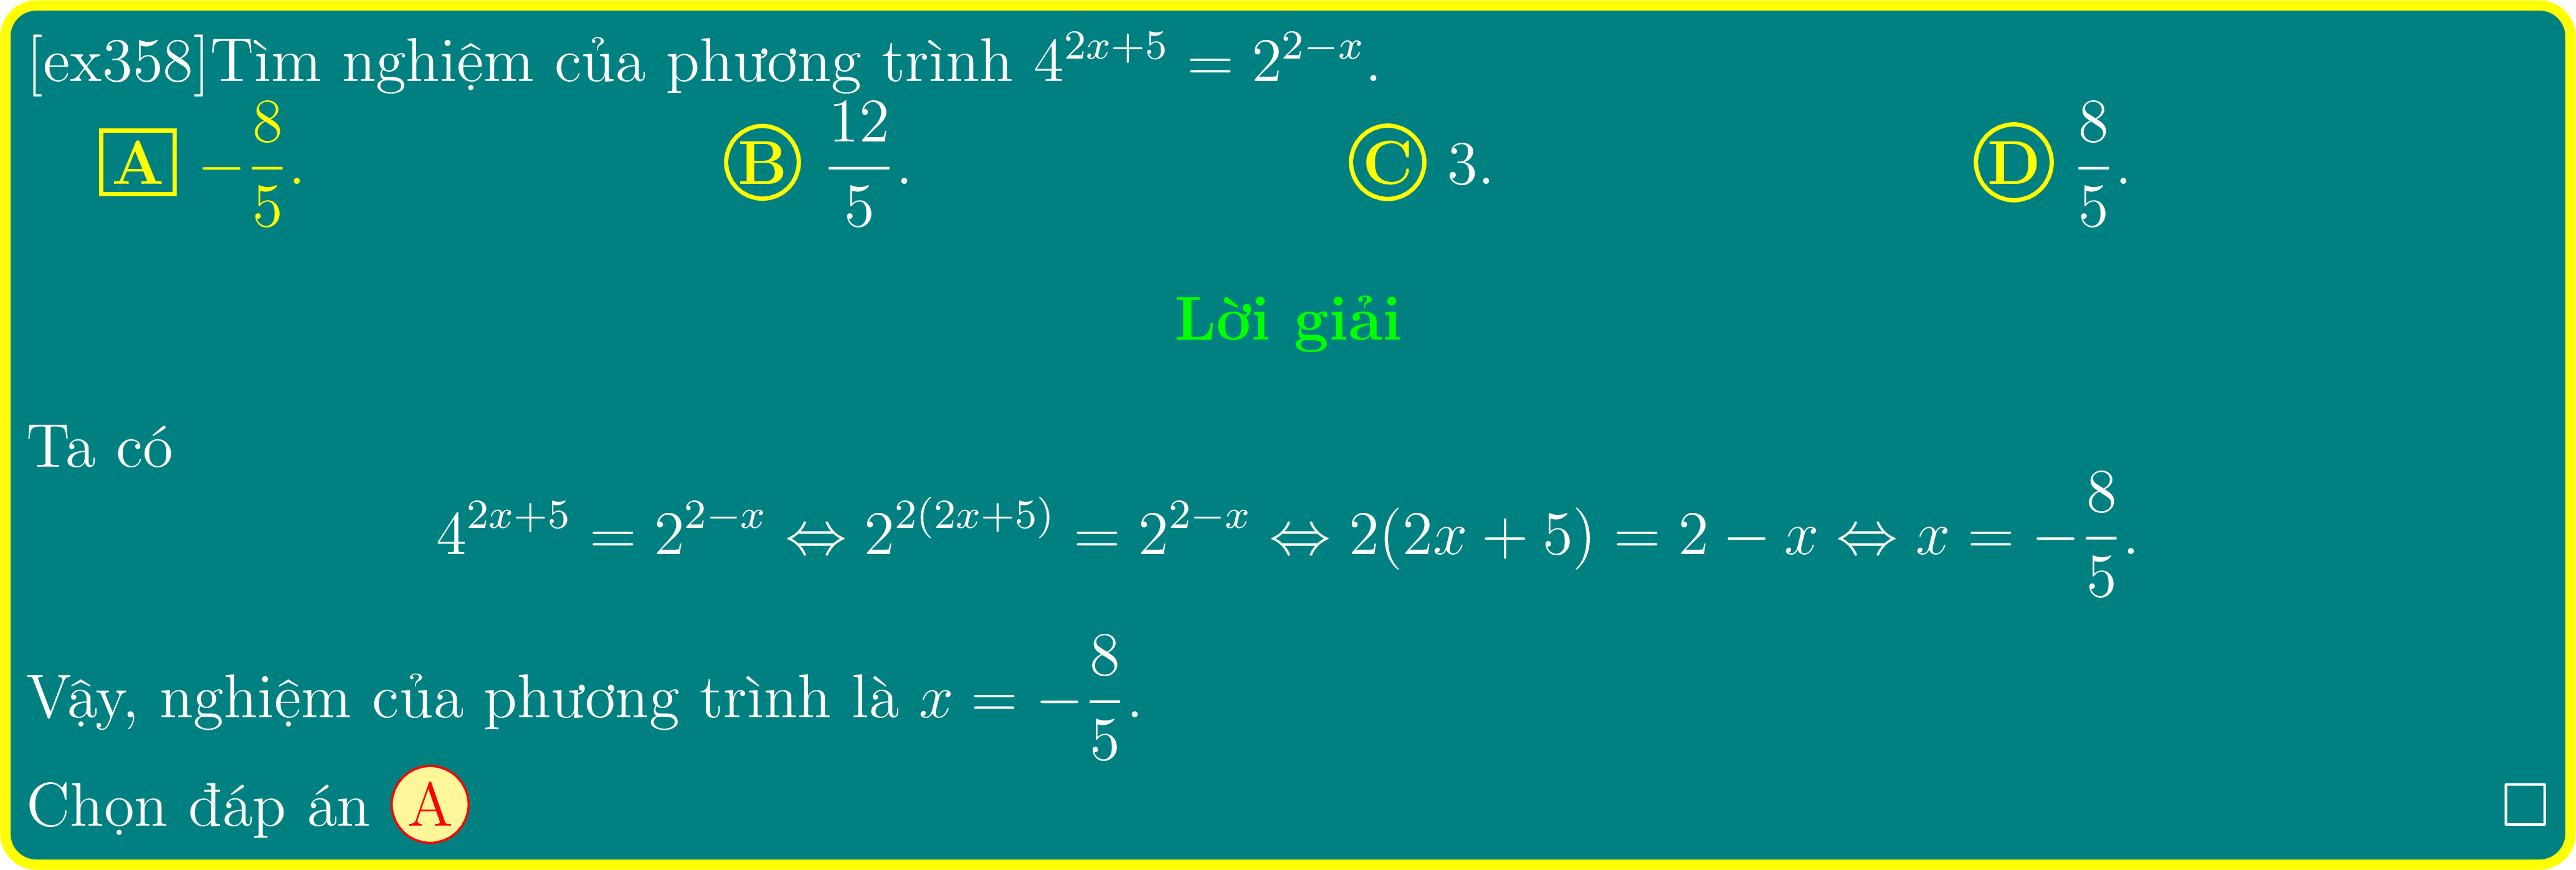 [ex358]Tìm nghiệm của phương trình $4^{2x+5} = 2^{2-x}$.
A $-\frac{8}{5}$. B $\frac{12}{5}$. C 3. D $\frac{8}{5}$.
Lời giải
Ta có
$4^{2x+5} = 2^{2-x} \Leftrightarrow 2^{2(2x+5)} = 2^{2-x} \Leftrightarrow 2(2x + 5) = 2 - x \Leftrightarrow x = -\frac{8}{5}$.
Vậy, nghiệm của phương trình là $x = -\frac{8}{5}$.
Chọn đáp án A □